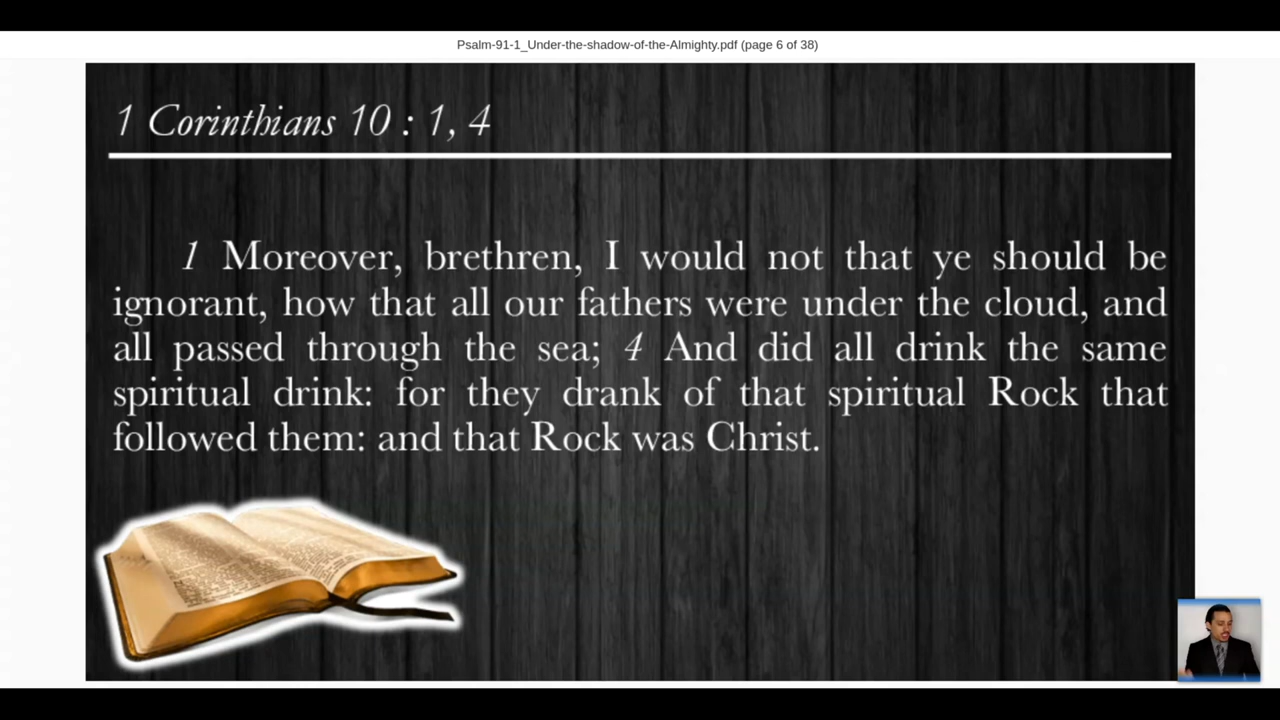 Psalm-91-1_Under-the-shadow-of-the-Almighty.pdf (page 6 of 38)
1 Corinthians 10 : 1, 4
1 Moreover, brethren, I would not that ye should be
ignorant, how that all our fathers were under the cloud, and
all passed through the sea; 4 And did all drink the same
spiritual drink: for they drank of that spiritual Rock that
followed them: and that Rock was Christ.